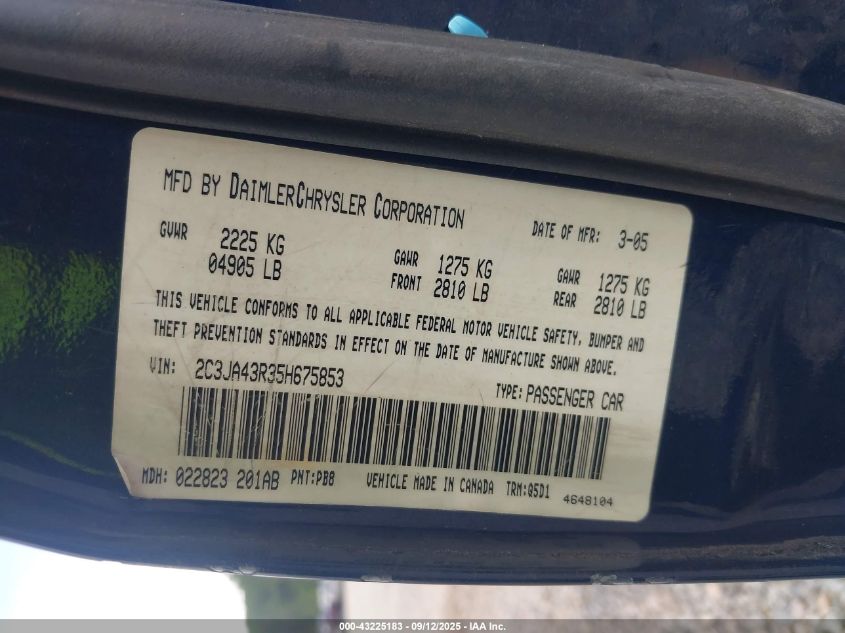 MFD BY DAIMLERCHRYSLER CORPORATION
DATE OF MFR: 3-05
GVWR 2225 KG
04905 LB
GAWR 1275 KG
FRONT 2810 LB
GAWR 1275 KG
REAR 2810 LB
THIS VEHICLE CONFORMS TO ALL APPLICABLE FEDERAL MOTOR VEHICLE SAFETY, BUMPER AND
THEFT PREVENTION STANDARDS IN EFFECT ON THE DATE OF MANUFACTURE SHOWN ABOVE.
VIN: 2C3JA43R35H675853
TYPE: PASSENGER CAR
MDH: 022823 201AB PNT:PB8 VEHICLE MADE IN CANADA TRM:Q5D1
4648104
000-43225183 - 09/12/2025 - IAA Inc.